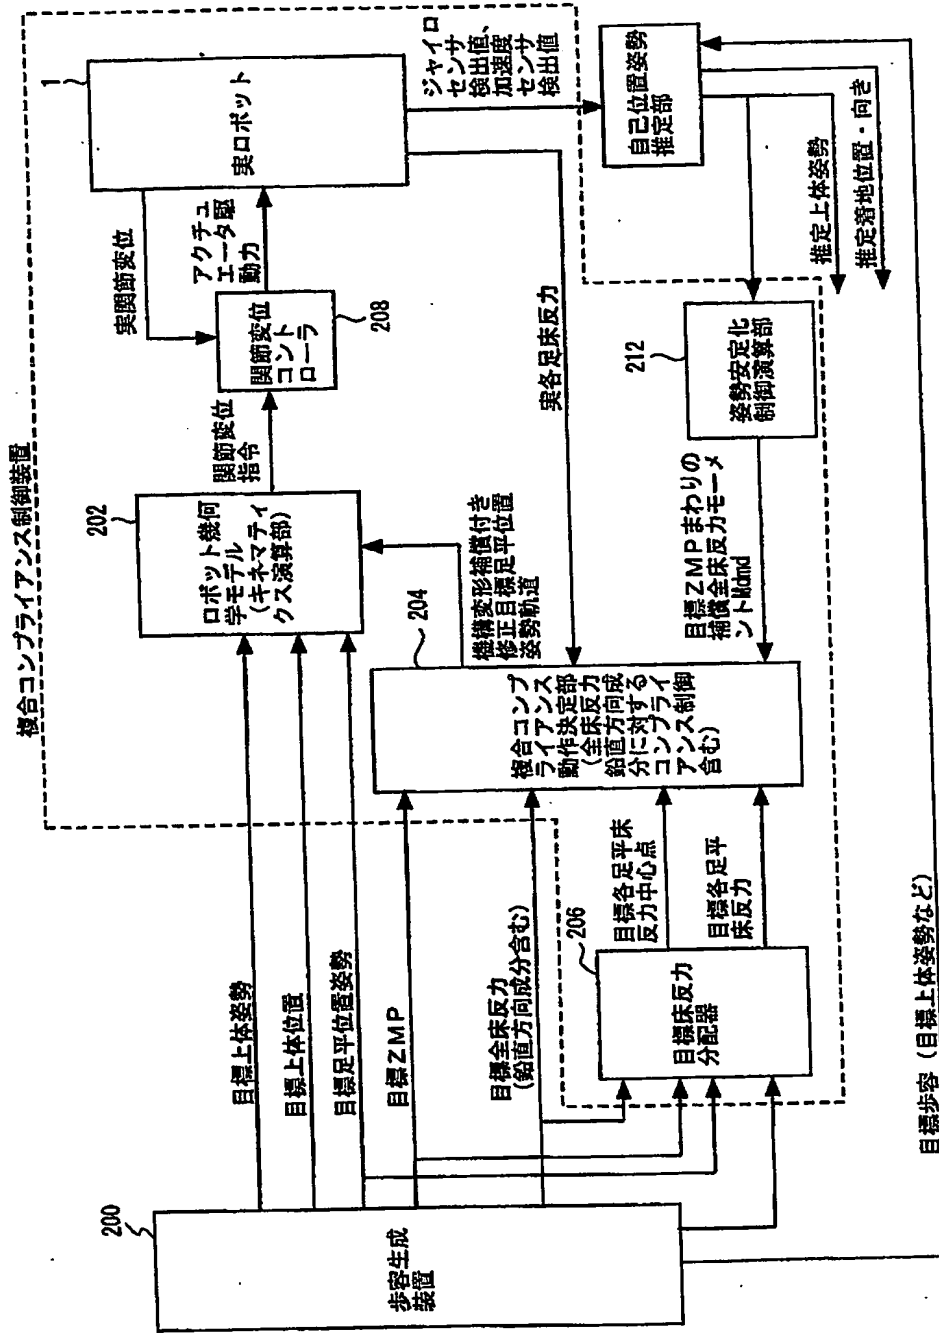 複合コンプライアンス制御装置
200
歩容生成
装置
目標上体姿勢
目標上体位置
目標足平位置姿勢
目標ZMP
目標全床反力
(鉛直方向成分含む)
206
目標床反力
分配器
目標各足平床
反力中心点
目標各足平
床反力
202
ロボット幾何
学モデル
(キネマティ
クス演算部)
204
複合コンプ
ライアンス
動作決定部
(全床反力
鉛直方向成
分に対する
コンプライ
アンス制御
含む)
機構変形補償付き
修正目標足平位置
姿勢軌道
関節変位
指令
208
関節変位
コント
ローラ
実関節変位
アクチュ
エータ駆
動力
1
実ロボット
実各足床反力
ジャイロ
センサ
検出値、
加速度
センサ
検出値
自己位置姿勢
推定部
推定上体姿勢
推定着地位置・向き
212
姿勢安定化
制御演算部
目標ZMPまわりの
補償全床反力モーメ
ントMdmd
目標歩容(目標上体姿勢など)